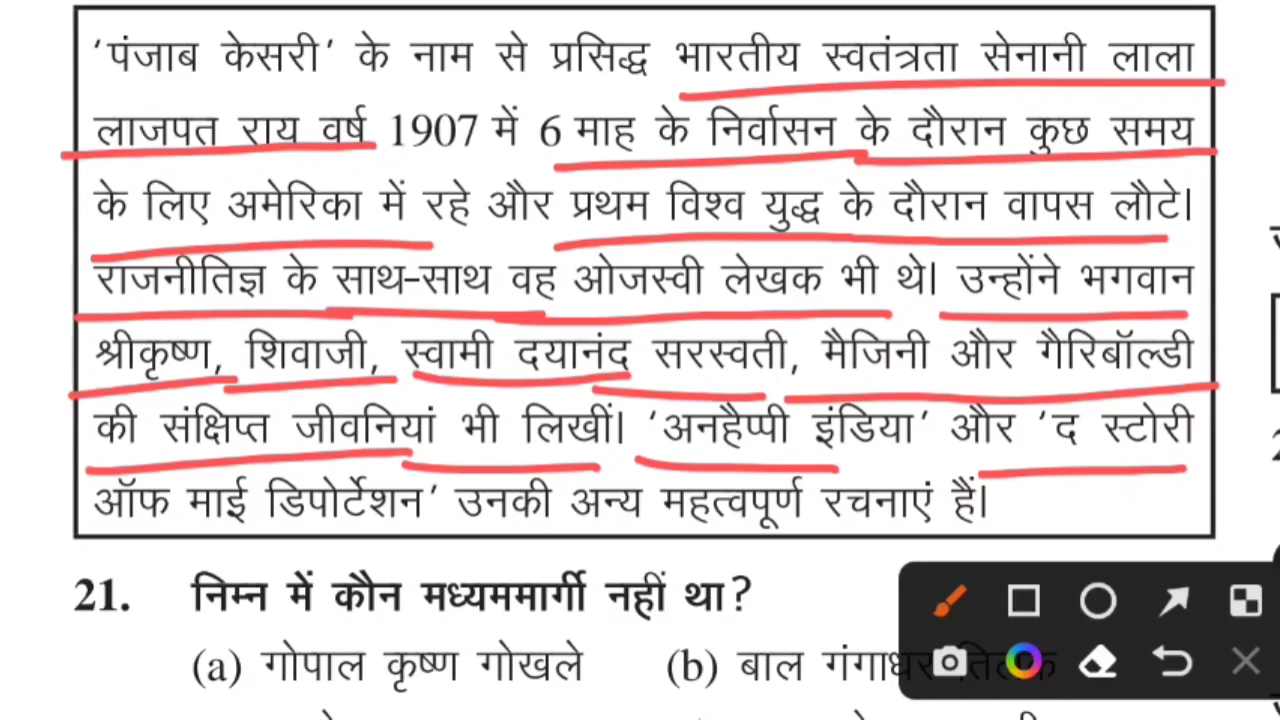 ‘पंजाब केसरी’ के नाम से प्रसिद्ध भारतीय स्वतंत्रता सेनानी लाला
लाजपत राय वर्ष 1907 में 6 माह के निर्वासन के दौरान कुछ समय
के लिए अमेरिका में रहे और प्रथम विश्व युद्ध के दौरान वापस लौटे।
राजनीतिज्ञ के साथ-साथ वह ओजस्वी लेखक भी थे। उन्होंने भगवान
श्रीकृष्ण, शिवाजी, स्वामी दयानंद सरस्वती, मैजिनी और गैरिबॉल्डी
की संक्षिप्त जीवनियां भी लिखीं। ‘अनहैप्पी इंडिया’ और ‘द स्टोरी
ऑफ माई डिपोर्टेशन’ उनकी अन्य महत्वपूर्ण रचनाएं हैं।
21. निम्न में कौन मध्यममार्गी नहीं था?
(a) गोपाल कृष्ण गोखले (b) बाल गंगाधर तिलक